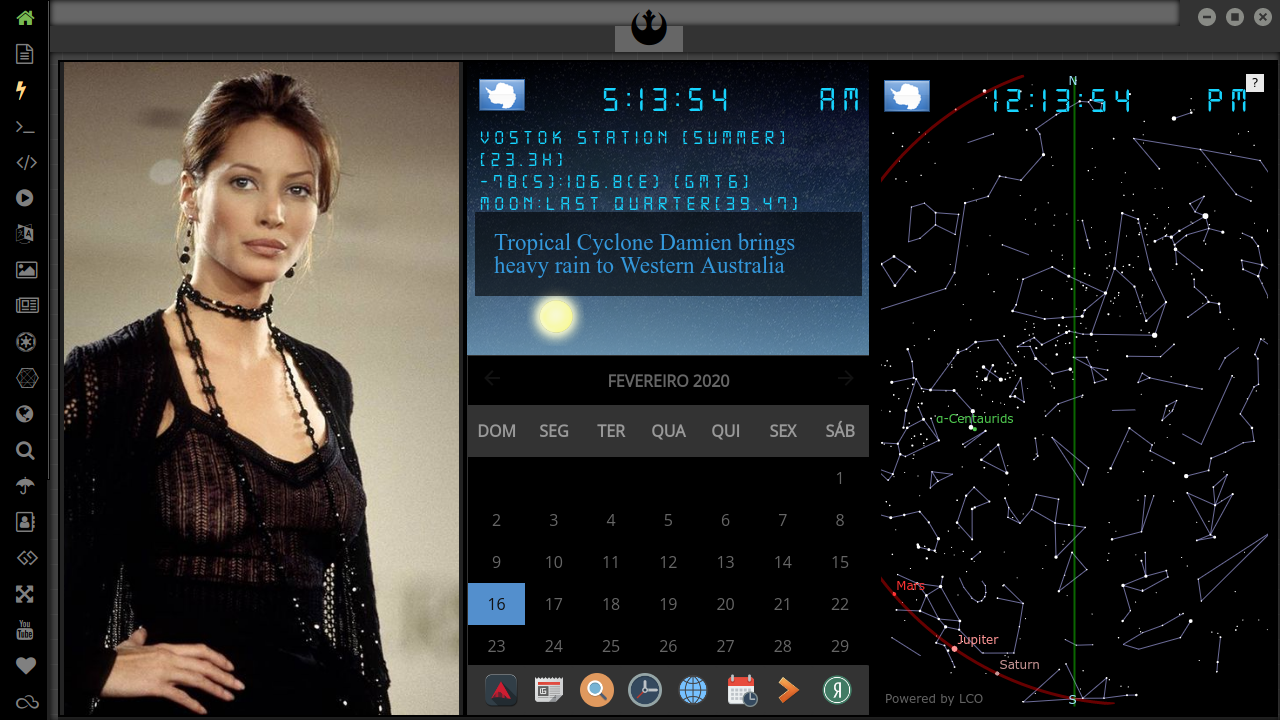 5:13:54 AM
VOSTOK STATION [SUMMER]
[23.3H]
-78(S):106.8(E) [GMT6]
MOON:LAST QUARTER[39.47]
Tropical Cyclone Damien brings
heavy rain to Western Australia
FEVEREIRO 2020
DOM SEG TER QUA QUI SEX SÁB
1
2 3 4 5 6 7 8
9 10 11 12 13 14 15
16 17 18 19 20 21 22
23 24 25 26 27 28 29
12:13:54 PM
N
?
α-Centaurids
Mars
Jupiter
Saturn
S
Powered by LCO
You
Tube
Я